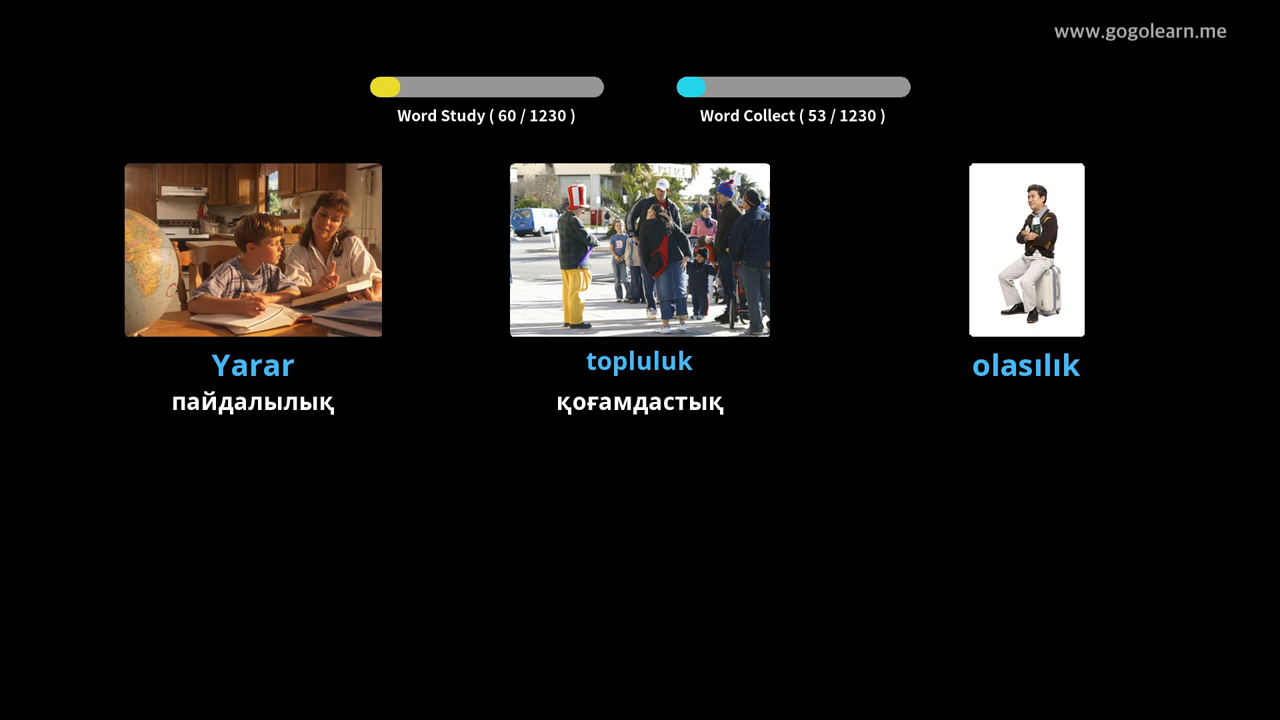 www.gogolearn.me
Word Study ( 60 / 1230 )
Word Collect ( 53 / 1230 )
Yarar
пайдалылық
topluluk
қоғамдастық
olasılık